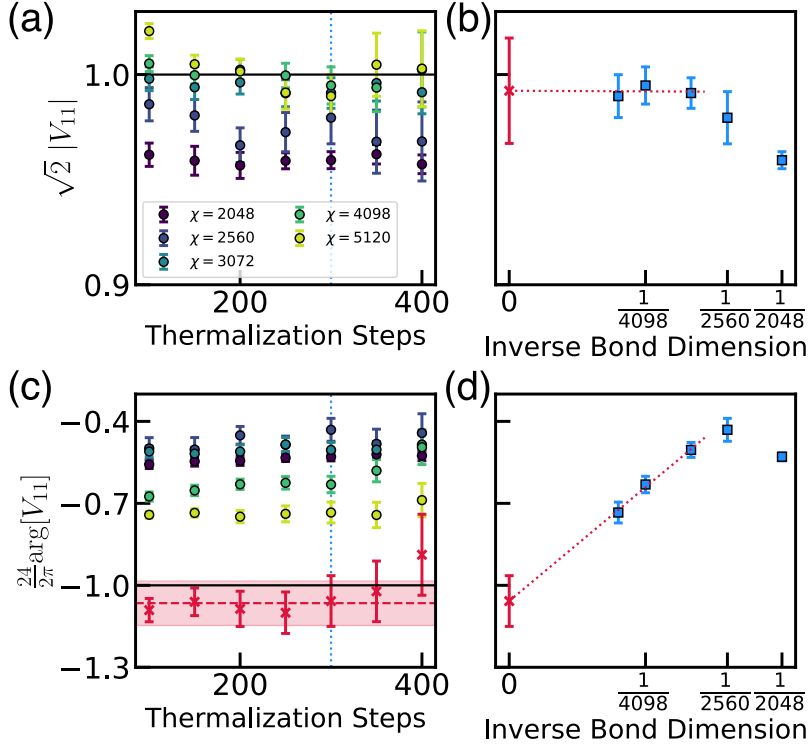 (a)
√2 |V₁₁|
1.0
0.9
χ = 2048
χ = 2560
χ = 3072
χ = 4098
χ = 5120
200
400
Thermalization Steps
(b)
0
1/4098
1/2560
1/2048
Inverse Bond Dimension
(c)
24/2π arg[V₁₁]
−0.4
−0.7
−1.0
−1.3
200
400
Thermalization Steps
(d)
0
1/4098
1/2560
1/2048
Inverse Bond Dimension